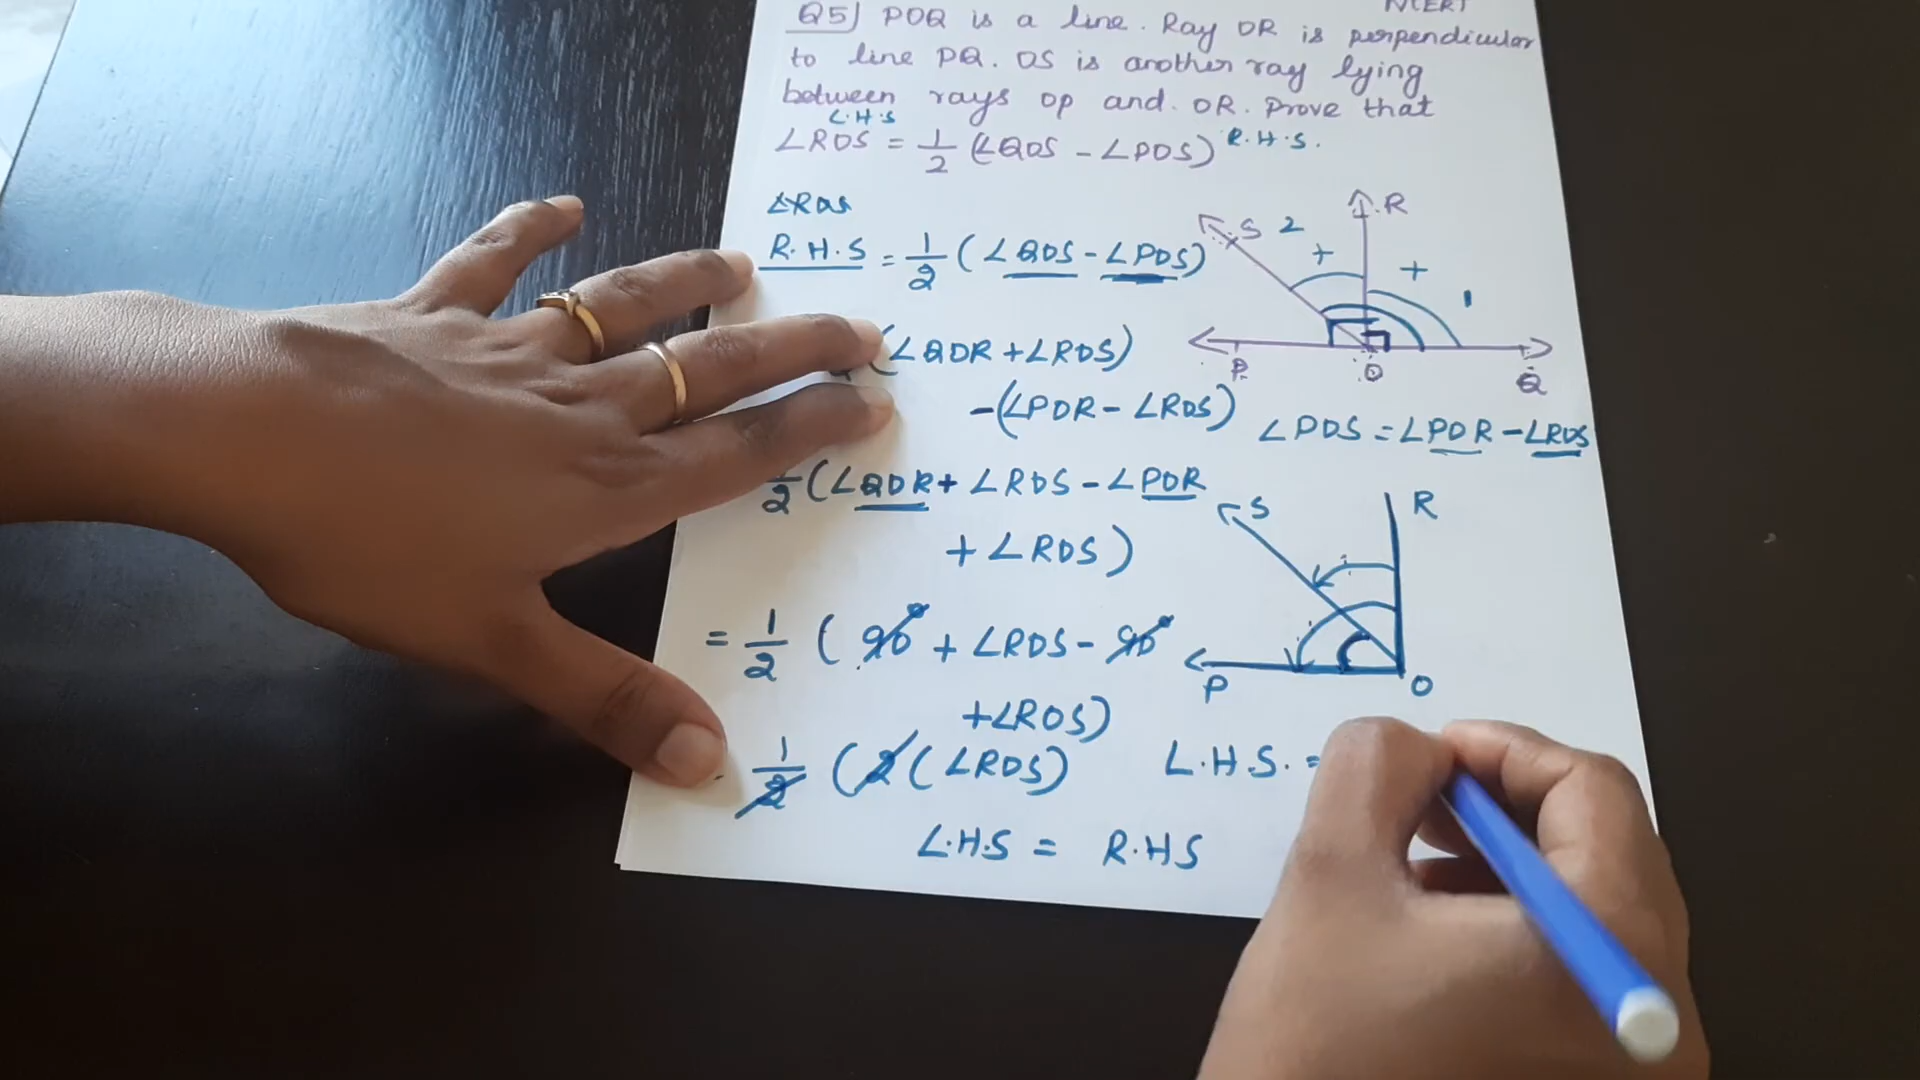 NCERT
Q5) POQ is a line. Ray OR is perpendicular
to line PQ. OS is another ray lying
between rays OP and OR. Prove that
L.H.S
∠ROS = 1/2 (∠QOS - ∠POS) R.H.S.
∠ROS
R.H.S = 1/2 (∠QOS - ∠POS)
(∠QOR + ∠ROS)
-(∠POR - ∠ROS)
1/2 (∠QOR + ∠ROS - ∠POR
+ ∠ROS)
= 1/2 ( 90° + ∠ROS - 90°
+∠ROS)
1/2 (2(∠ROS)
L.H.S. =
L.H.S = R.H.S
S 2 R
+ +
1
P O Q
∠POS = ∠POR - ∠ROS
S R
P O